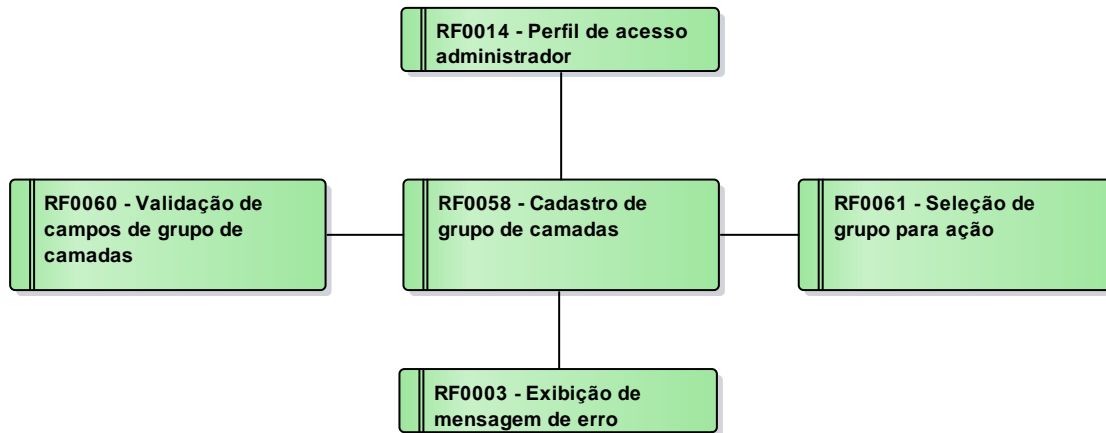 RF0014 - Perfil de acesso
administrador
RF0060 - Validação de
campos de grupo de
camadas
RF0058 - Cadastro de
grupo de camadas
RF0061 - Seleção de
grupo para ação
RF0003 - Exibição de
mensagem de erro